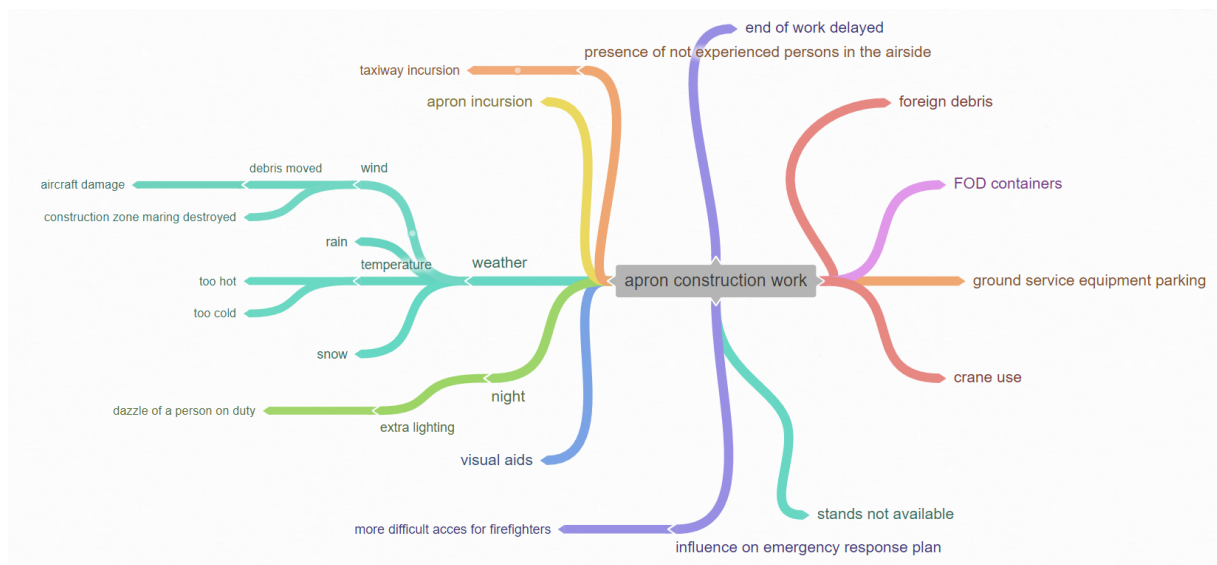 end of work delayed
presence of not experienced persons in the airside
taxiway incursion
apron incursion
foreign debris
debris moved
wind
aircraft damage
FOD containers
construction zone maring destroyed
rain
temperature
weather
too hot
apron construction work
ground service equipment parking
too cold
snow
crane use
night
dazzle of a person on duty
extra lighting
visual aids
stands not available
more difficult acces for firefighters
influence on emergency response plan